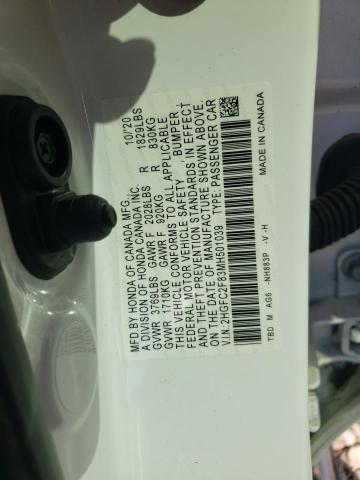 MFD BY HONDA OF CANADA MFG. 10/'20
A DIVISION OF HONDA CANADA INC.
GVWR 3769LBS GAWR F 2028LBS R 1829LBS
GVWR 1710KG GAWR F 920KG R 830KG
THIS VEHICLE CONFORMS TO ALL APPLICABLE
FEDERAL MOTOR VEHICLE SAFETY, BUMPER,
AND THEFT PREVENTION STANDARDS IN EFFECT
ON THE DATE OF MANUFACTURE SHOWN ABOVE.
V.I.N. 2HGFC2F83MH501039 TYPE: PASSENGER CAR
MADE IN CANADA
TBD M AG6 -NH883P -V -H